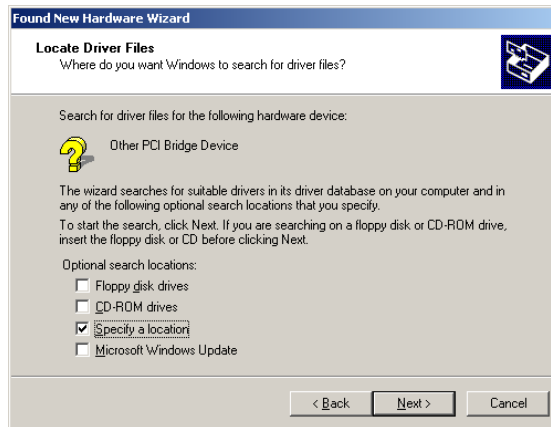 Found New Hardware Wizard
Locate Driver Files
Where do you want Windows to search for driver files?
Search for driver files for the following hardware device:
Other PCI Bridge Device
The wizard searches for suitable drivers in its driver database on your computer and in
any of the following optional search locations that you specify.
To start the search, click Next. If you are searching on a floppy disk or CD-ROM drive,
insert the floppy disk or CD before clicking Next.
Optional search locations:
Floppy disk drives
CD-ROM drives
Specify a location
Microsoft Windows Update
< Back Next > Cancel